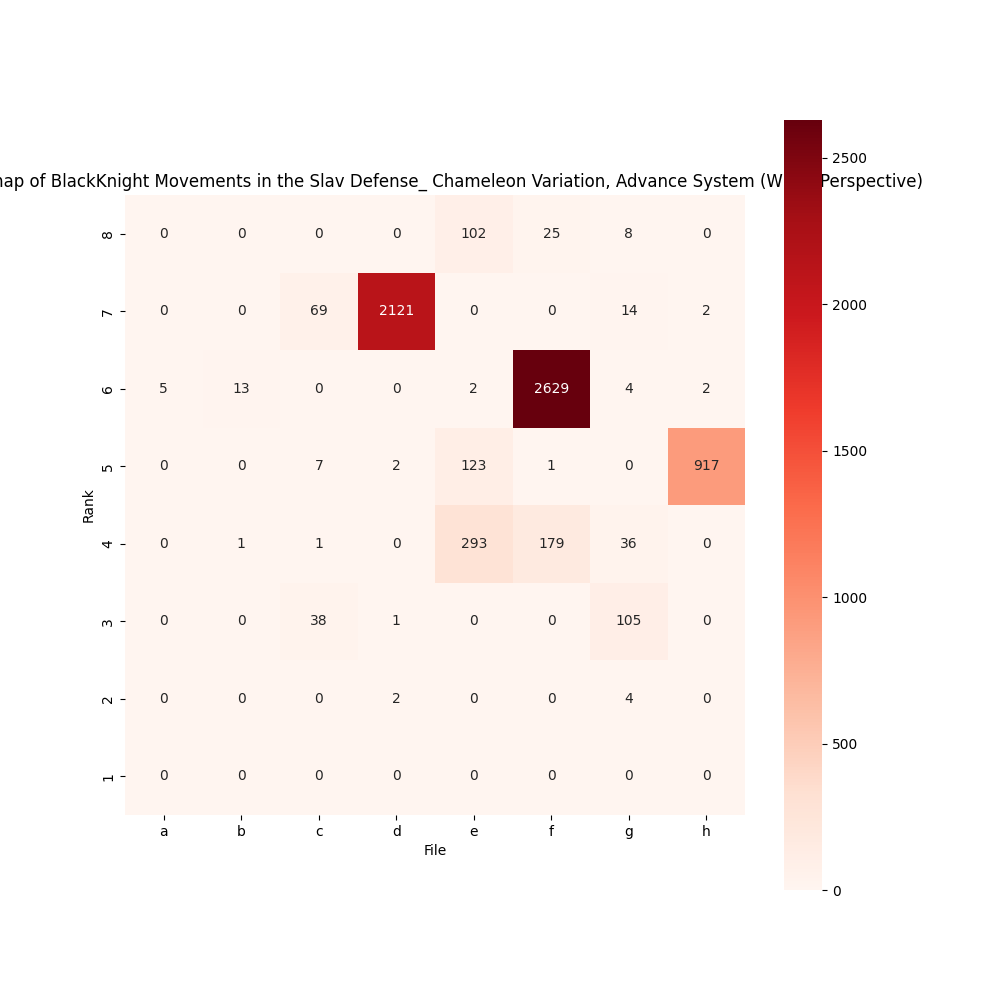 map of BlackKnight Movements in the Slav Defense_ Chameleon Variation, Advance System (W Perspective)
8 0 0 0 0 102 25 8 0
7 0 0 69 2121 0 0 14 2
6 5 13 0 0 2 2629 4 2
5 0 0 7 2 123 1 0 917
4 0 1 1 0 293 179 36 0
3 0 0 38 1 0 0 105 0
2 0 0 0 2 0 0 4 0
1 0 0 0 0 0 0 0 0
a b c d e f g h
File
Rank
2500
2000
1500
1000
500
0